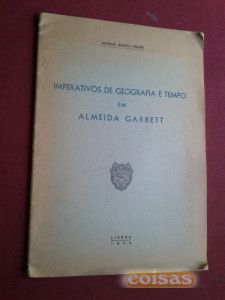 IMPERATIVOS DE GEOGRAFIA E TEMPO
EM
ALMEIDA GARRETT
LISBOA
coisas